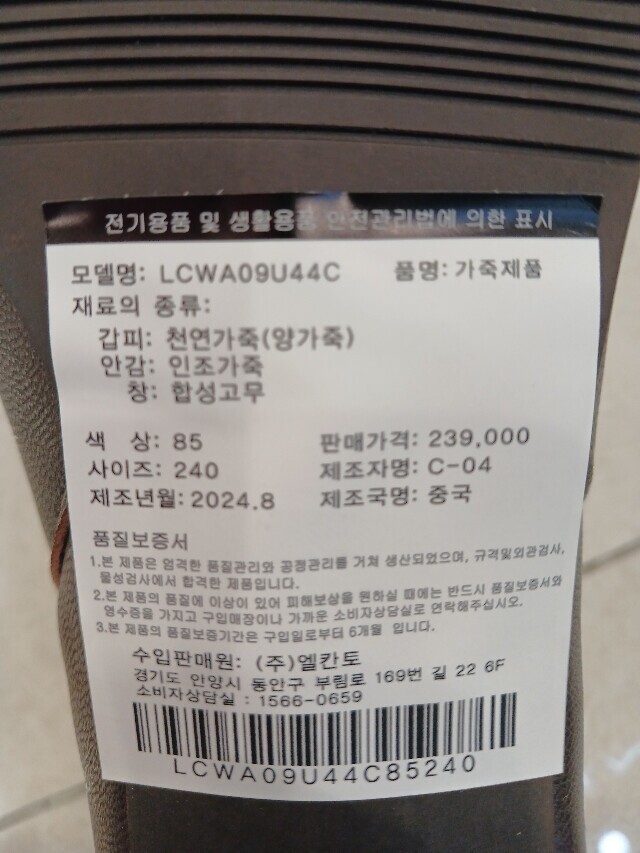 전기용품 및 생활용품 안전관리법에 의한 표시
모델명: LCWA09U44C 품명: 가죽제품
재료의 종류:
갑피: 천연가죽(양가죽)
안감: 인조가죽
창: 합성고무
색 상: 85 판매가격: 239,000
사이즈: 240 제조자명: C-04
제조년월: 2024.8 제조국명: 중국
품질보증서
1.본 제품은 엄격한 품질관리와 공정관리를 거쳐 생산되었으며, 규격및외관검사,
물성검사에서 합격한 제품입니다.
2.본 제품의 품질에 이상이 있어 피해보상을 원하실 때에는 반드시 품질보증서와
영수증을 가지고 구입매장이나 가까운 소비자상담실로 연락해주십시오.
3.본 제품의 품질보증기간은 구입일로부터 6개월 입니다.
수입판매원: (주)엘칸토
경기도 안양시 동안구 부림로 169번 길 22 6F
소비자상담실 : 1566-0659
LCWA09U44C85240